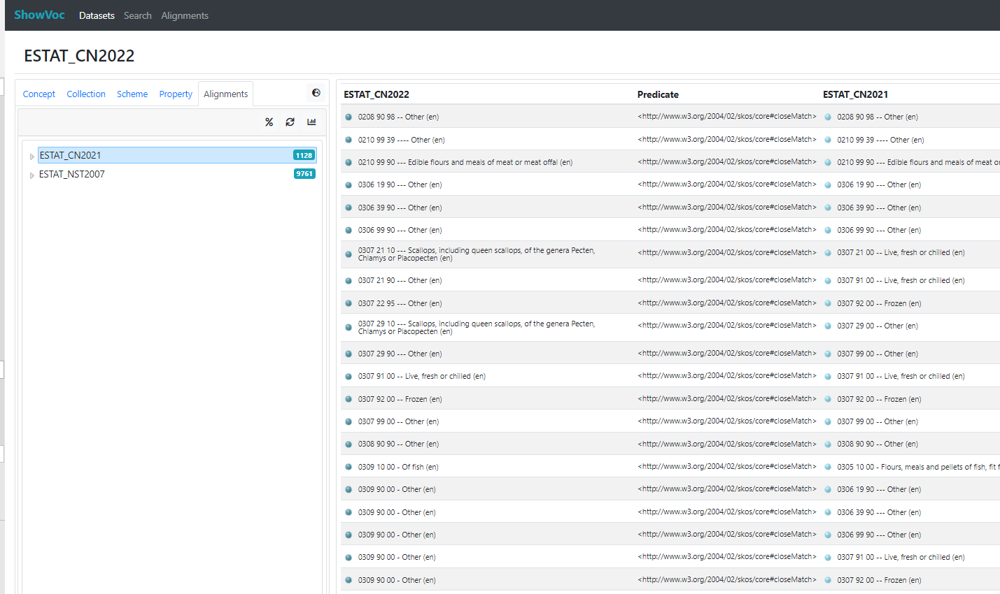 ShowVoc Datasets Search Alignments
ESTAT_CN2022
Concept Collection Scheme Property Alignments
ESTAT_CN2021 1128
ESTAT_NST2007 9761
ESTAT_CN2022 Predicate ESTAT_CN2021
0208 90 98 -- Other (en) <http://www.w3.org/2004/02/skos/core#closeMatch> 0208 90 98 -- Other (en)
0210 99 39 ---- Other (en) <http://www.w3.org/2004/02/skos/core#closeMatch> 0210 99 39 ---- Other (en)
0210 99 90 --- Edible flours and meals of meat or meat offal (en) <http://www.w3.org/2004/02/skos/core#closeMatch> 0210 99 90 --- Edible flours and meals of meat or
0306 19 90 --- Other (en) <http://www.w3.org/2004/02/skos/core#closeMatch> 0306 19 90 --- Other (en)
0306 39 90 --- Other (en) <http://www.w3.org/2004/02/skos/core#closeMatch> 0306 39 90 --- Other (en)
0306 99 90 --- Other (en) <http://www.w3.org/2004/02/skos/core#closeMatch> 0306 99 90 --- Other (en)
0307 21 10 --- Scallops, including queen scallops, of the genera Pecten,
Chlamys or Placopecten (en) <http://www.w3.org/2004/02/skos/core#closeMatch> 0307 21 00 -- Live, fresh or chilled (en)
0307 21 90 --- Other (en) <http://www.w3.org/2004/02/skos/core#closeMatch> 0307 91 00 -- Live, fresh or chilled (en)
0307 22 95 --- Other (en) <http://www.w3.org/2004/02/skos/core#closeMatch> 0307 92 00 -- Frozen (en)
0307 29 10 --- Scallops, including queen scallops, of the genera Pecten,
Chlamys or Placopecten (en) <http://www.w3.org/2004/02/skos/core#closeMatch> 0307 29 00 -- Other (en)
0307 29 90 --- Other (en) <http://www.w3.org/2004/02/skos/core#closeMatch> 0307 99 00 -- Other (en)
0307 91 00 -- Live, fresh or chilled (en) <http://www.w3.org/2004/02/skos/core#closeMatch> 0307 91 00 -- Live, fresh or chilled (en)
0307 92 00 -- Frozen (en) <http://www.w3.org/2004/02/skos/core#closeMatch> 0307 92 00 -- Frozen (en)
0307 99 00 -- Other (en) <http://www.w3.org/2004/02/skos/core#closeMatch> 0307 99 00 -- Other (en)
0308 90 90 -- Other (en) <http://www.w3.org/2004/02/skos/core#closeMatch> 0308 90 90 -- Other (en)
0309 10 00 - Of fish (en) <http://www.w3.org/2004/02/skos/core#closeMatch> 0305 10 00 - Flours, meals and pellets of fish, fit
0309 90 00 - Other (en) <http://www.w3.org/2004/02/skos/core#closeMatch> 0306 19 90 --- Other (en)
0309 90 00 - Other (en) <http://www.w3.org/2004/02/skos/core#closeMatch> 0306 39 90 --- Other (en)
0309 90 00 - Other (en) <http://www.w3.org/2004/02/skos/core#closeMatch> 0306 99 90 --- Other (en)
0309 90 00 - Other (en) <http://www.w3.org/2004/02/skos/core#closeMatch> 0307 91 00 -- Live, fresh or chilled (en)
0309 90 00 - Other (en) <http://www.w3.org/2004/02/skos/core#closeMatch> 0307 92 00 -- Frozen (en)